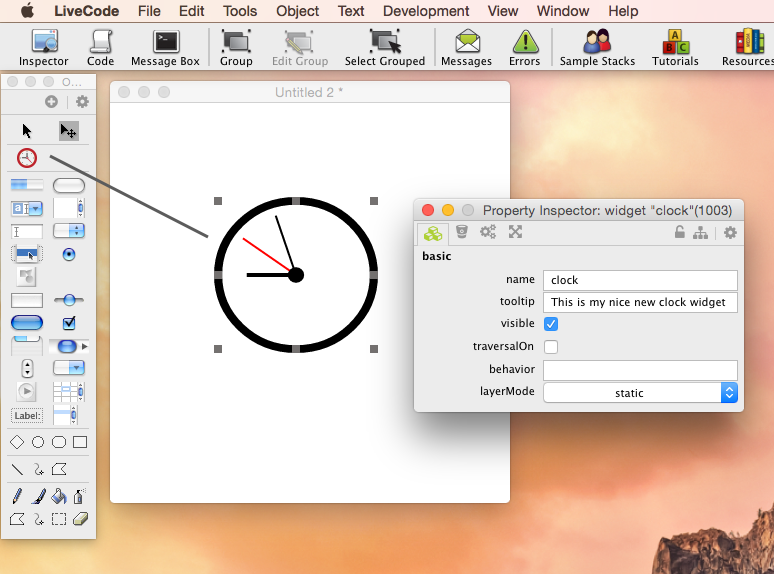 LiveCode File Edit Tools Object Text Development View Window Help
Inspector Code Message Box Group Edit Group Select Grouped Messages Errors Sample Stacks Tutorials Resources
O...
Untitled 2 *
Property Inspector: widget "clock"(1003)
basic
name clock
tooltip This is my nice new clock widget
visible
traversalOn
behavior
layerMode static
Label: